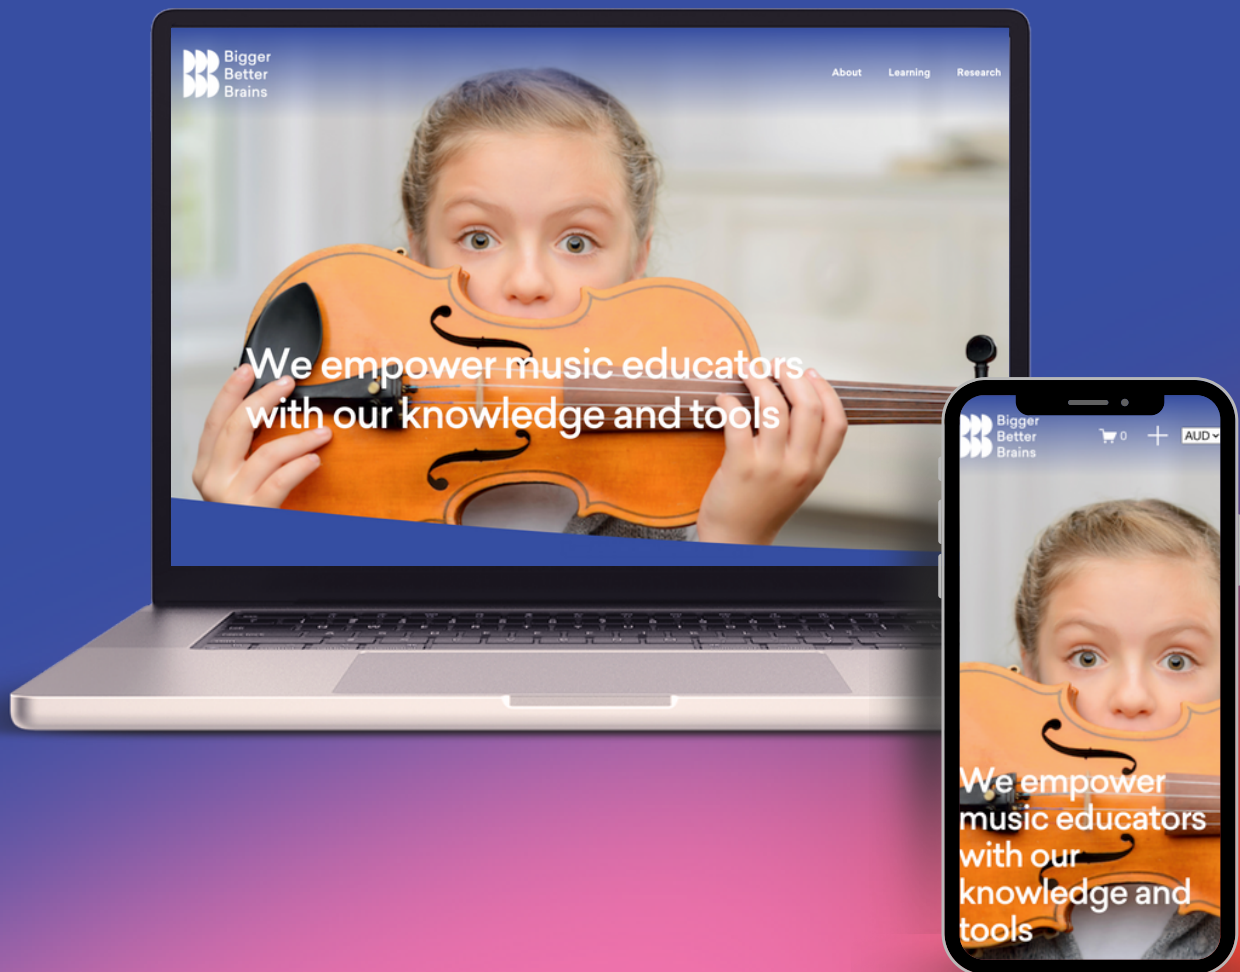 Bigger
Better
Brains
About Learning Research
We empower music educators
with our knowledge and tools
Bigger
Better
Brains
0
AUD
We empower
music educators
with our
knowledge and
tools